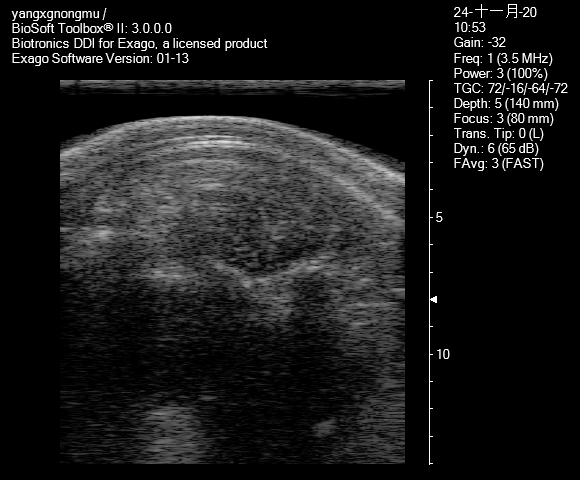 yangxgnongmu /
BioSoft Toolbox® II: 3.0.0.0
Biotronics DDI for Exago, a licensed product
Exago Software Version: 01-13
24-十一月-20
10:53
Gain: -32
Freq: 1 (3.5 MHz)
Power: 3 (100%)
TGC: 72/-16/-64/-72
Depth: 5 (140 mm)
Focus: 3 (80 mm)
Trans. Tip: 0 (L)
Dyn.: 6 (65 dB)
FAvg: 3 (FAST)
5
10